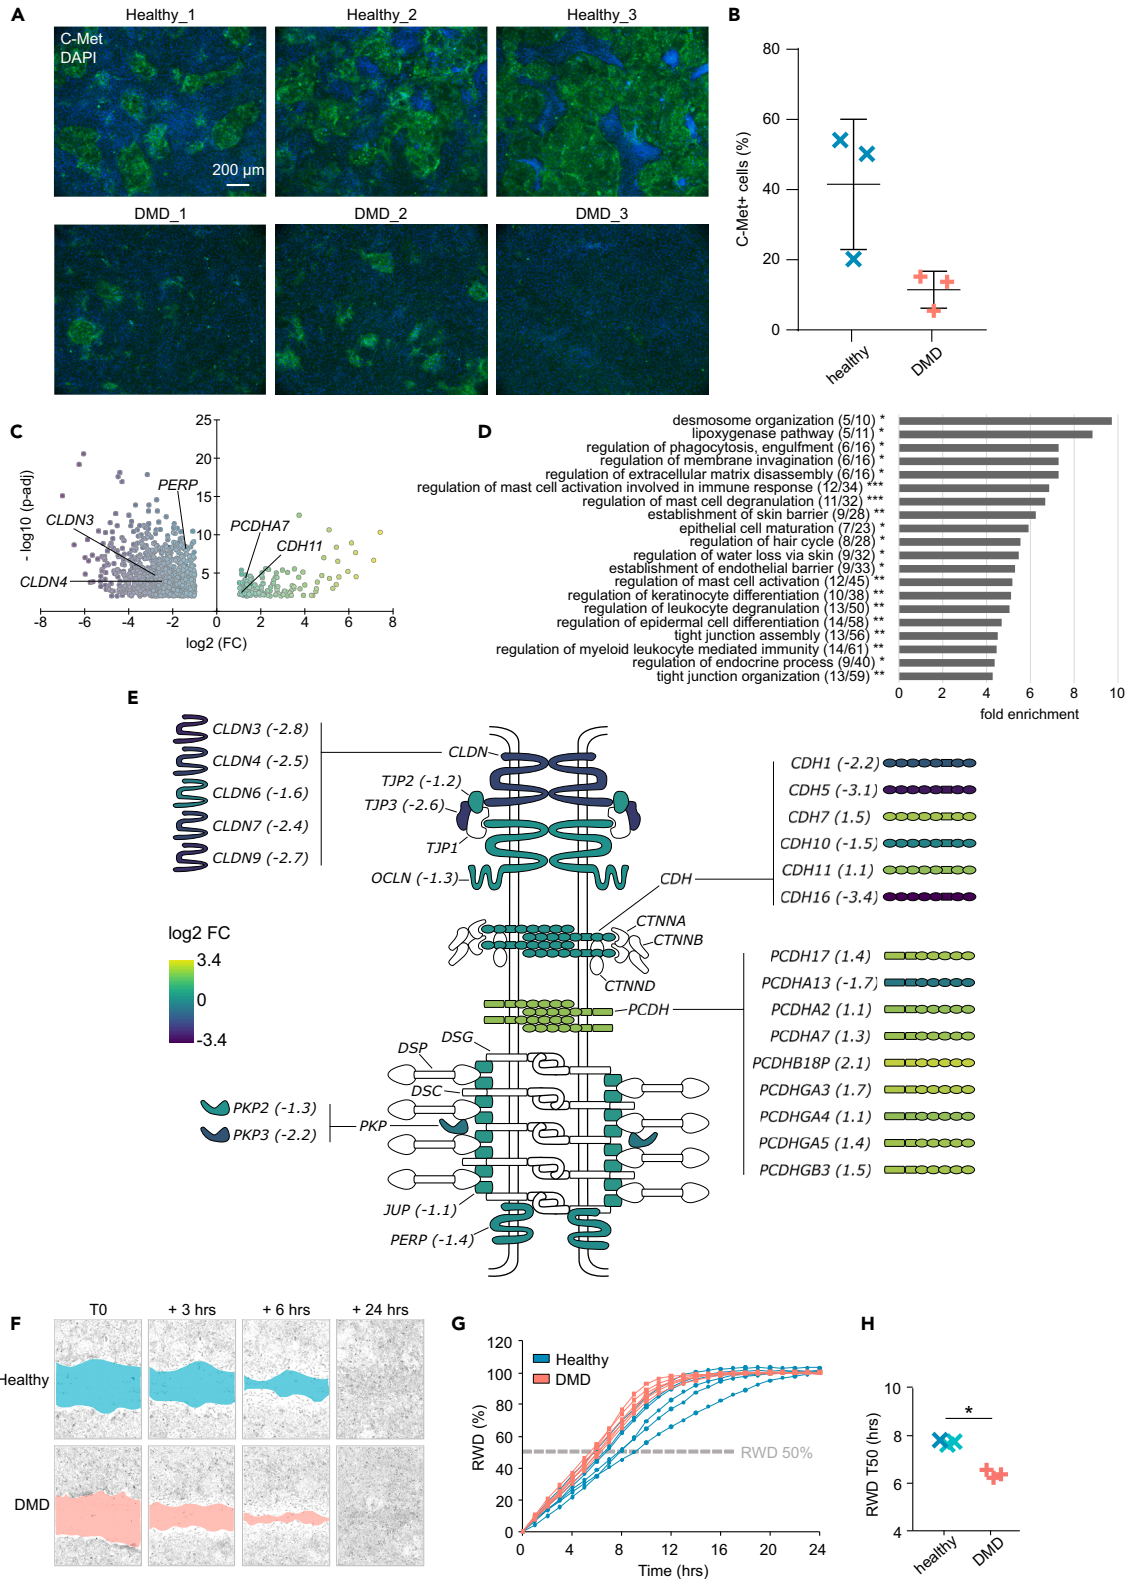 A
Healthy_1
Healthy_2
Healthy_3
C-Met
DAPI
200 µm
DMD_1
DMD_2
DMD_3
B
80
60
40
20
0
C-Met+ cells (%)
healthy
DMD
C
25
20
15
10
5
- log10 (p-adj)
PERP
CLDN3
PCDHA7
CDH11
CLDN4
-8 -6 -4 -2 0 2 4 6 8
log2 (FC)
D
desmosome organization (5/10) *
lipoxygenase pathway (5/11) *
regulation of phagocytosis, engulfment (6/16) *
regulation of membrane invagination (6/16) *
regulation of extracellular matrix disassembly (6/16) *
regulation of mast cell activation involved in immune response (12/34) ***
regulation of mast cell degranulation (11/32) ***
establishment of skin barrier (9/28) **
epithelial cell maturation (7/23) *
regulation of hair cycle (8/28) *
regulation of water loss via skin (9/32) *
establishment of endothelial barrier (9/33) *
regulation of mast cell activation (12/45) **
regulation of keratinocyte differentiation (10/38) **
regulation of leukocyte degranulation (13/50) **
regulation of epidermal cell differentiation (14/58) **
tight junction assembly (13/56) **
regulation of myeloid leukocyte mediated immunity (14/61) **
regulation of endocrine process (9/40) *
tight junction organization (13/59) **
0 2 4 6 8 10
fold enrichment
E
CLDN3 (-2.8)
CLDN4 (-2.5)
CLDN6 (-1.6)
CLDN7 (-2.4)
CLDN9 (-2.7)
CLDN
TJP2 (-1.2)
TJP3 (-2.6)
TJP1
OCLN (-1.3)
CDH
CDH1 (-2.2)
CDH5 (-3.1)
CDH7 (1.5)
CDH10 (-1.5)
CDH11 (1.1)
CDH16 (-3.4)
CTNNA
CTNNB
CTNND
log2 FC
3.4
0
-3.4
PCDH
PCDH17 (1.4)
PCDHA13 (-1.7)
PCDHA2 (1.1)
PCDHA7 (1.3)
PCDHB18P (2.1)
PCDHGA3 (1.7)
PCDHGA4 (1.1)
PCDHGA5 (1.4)
PCDHGB3 (1.5)
DSG
DSP
DSC
PKP2 (-1.3)
PKP3 (-2.2)
PKP
JUP (-1.1)
PERP (-1.4)
F
T0
+ 3 hrs
+ 6 hrs
+ 24 hrs
Healthy
DMD
G
120
100
80
60
40
20
0
RWD (%)
Healthy
DMD
RWD 50%
0 4 8 12 16 20 24
Time (hrs)
H
10
8
6
4
RWD T50 (hrs)
*
healthy
DMD